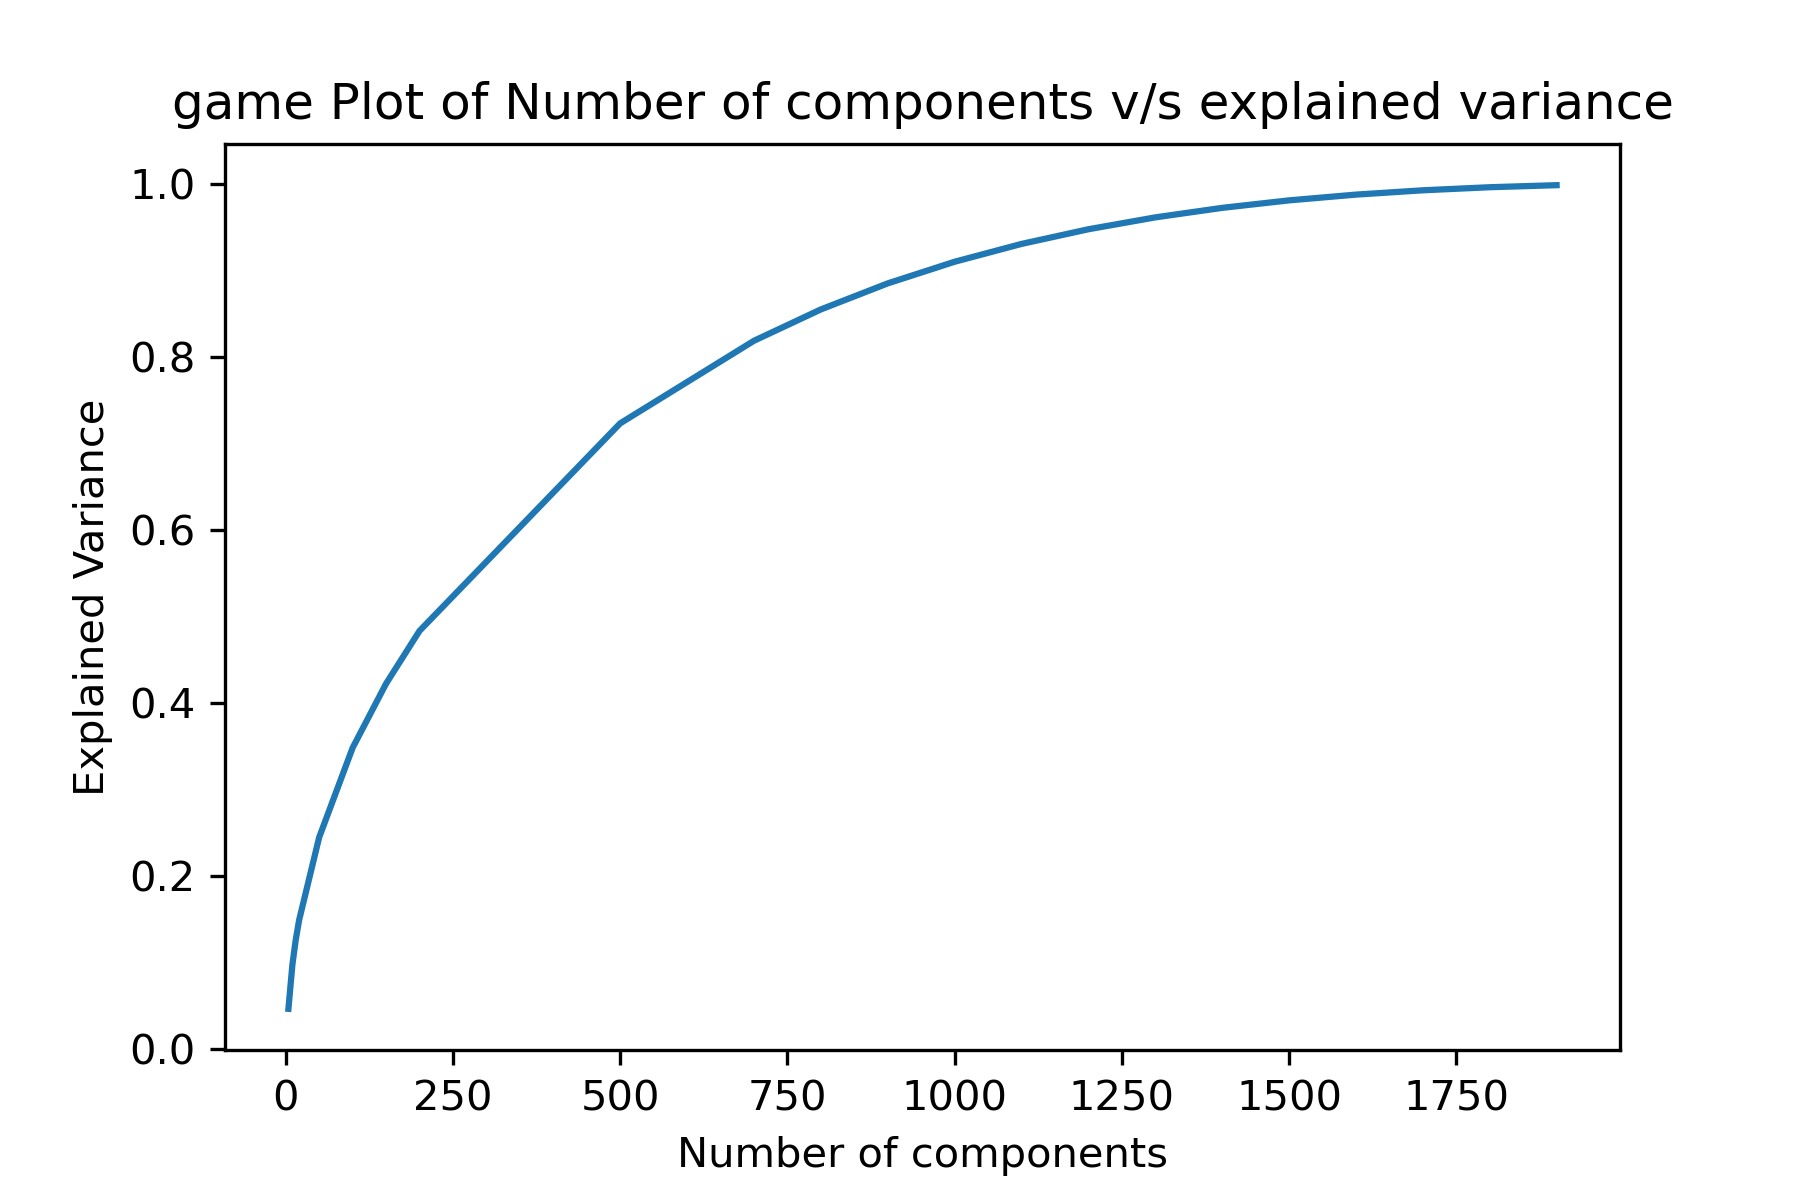 game Plot of Number of components v/s explained variance
1.0
0.8
0.6
0.4
0.2
0.0
Explained Variance
0 250 500 750 1000 1250 1500 1750
Number of components